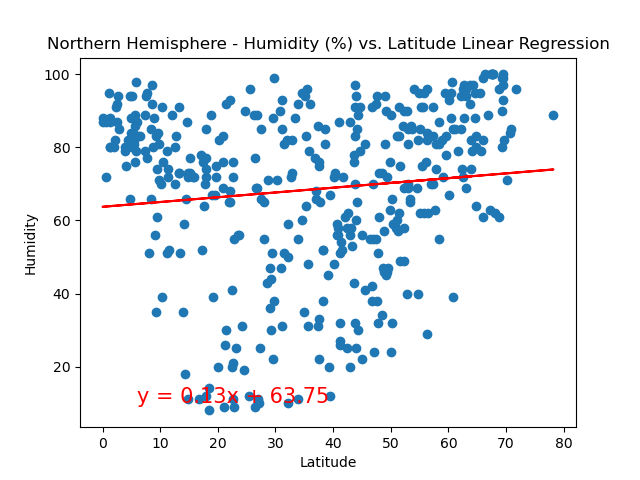 Northern Hemisphere - Humidity (%) vs. Latitude Linear Regression
100
80
60
40
20
Humidity
y = 0.13x + 63.75
0 10 20 30 40 50 60 70 80
Latitude